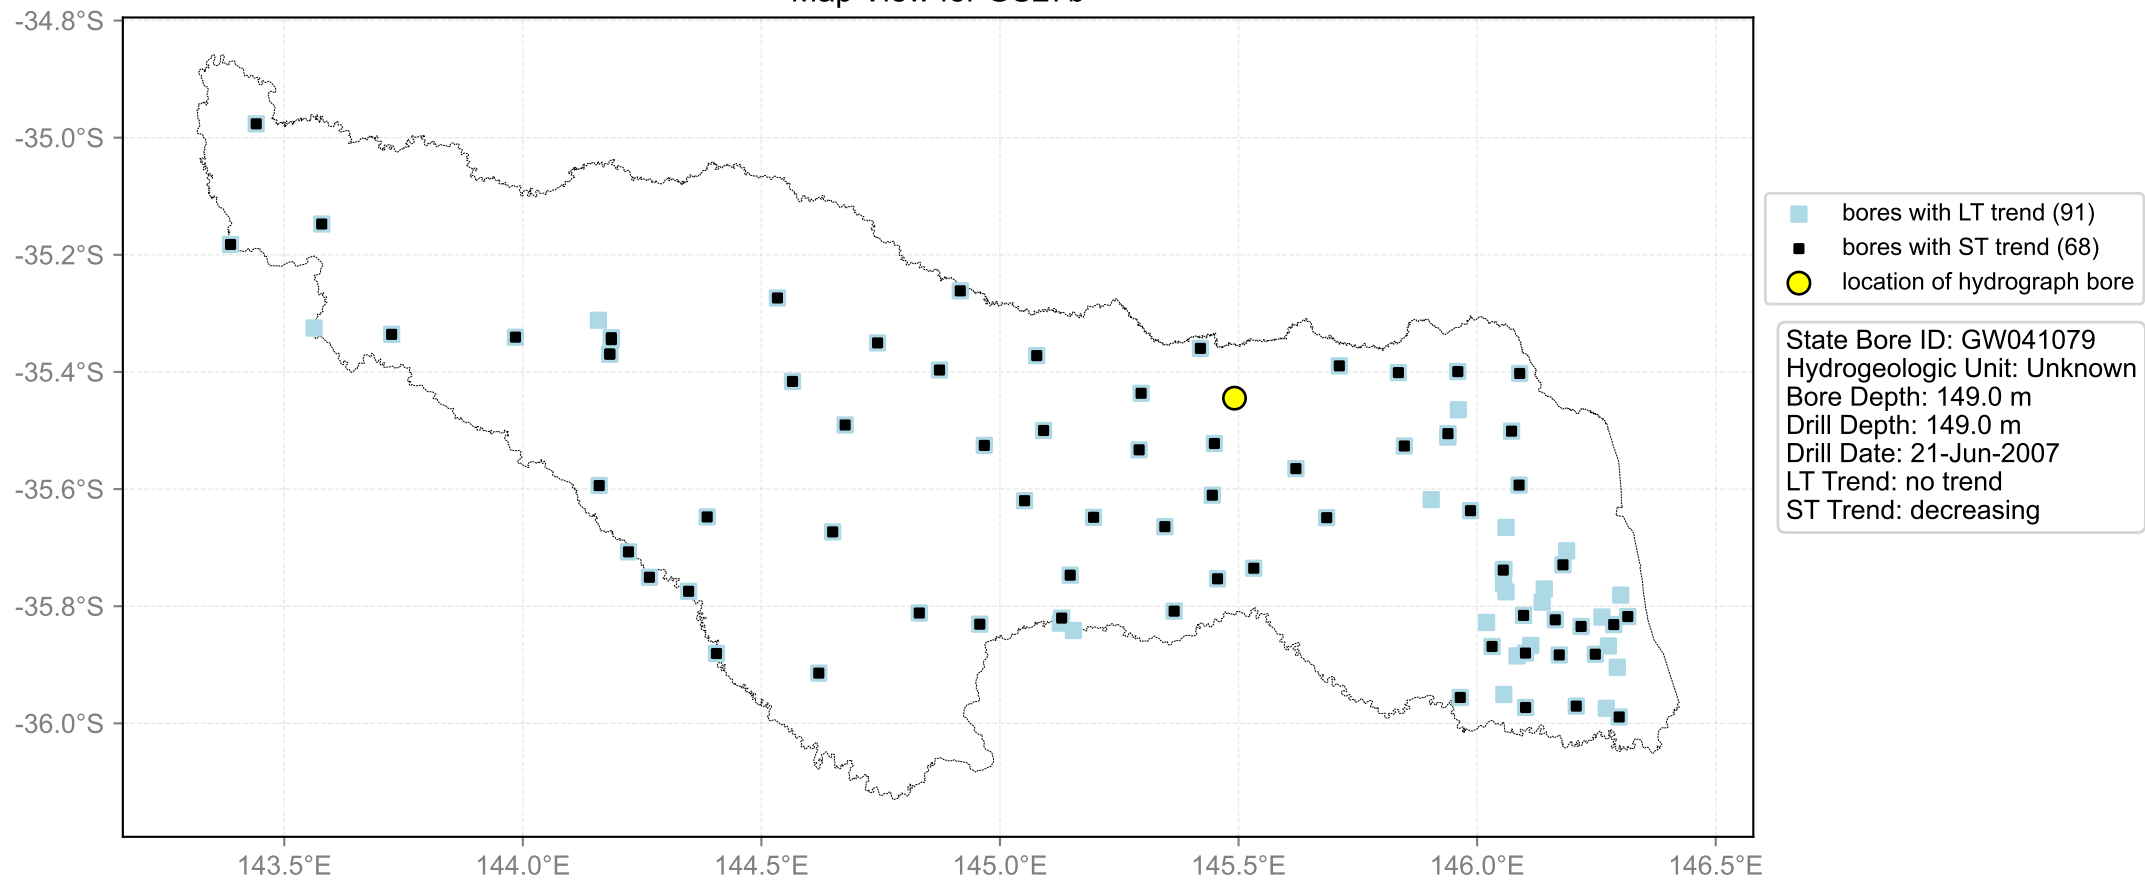 -34.8°S
-35.0°S
-35.2°S
-35.4°S
-35.6°S
-35.8°S
-36.0°S
143.5°E 144.0°E 144.5°E 145.0°E 145.5°E 146.0°E 146.5°E
bores with LT trend (91)
bores with ST trend (68)
location of hydrograph bore
State Bore ID: GW041079
Hydrogeologic Unit: Unknown
Bore Depth: 149.0 m
Drill Depth: 149.0 m
Drill Date: 21-Jun-2007
LT Trend: no trend
ST Trend: decreasing